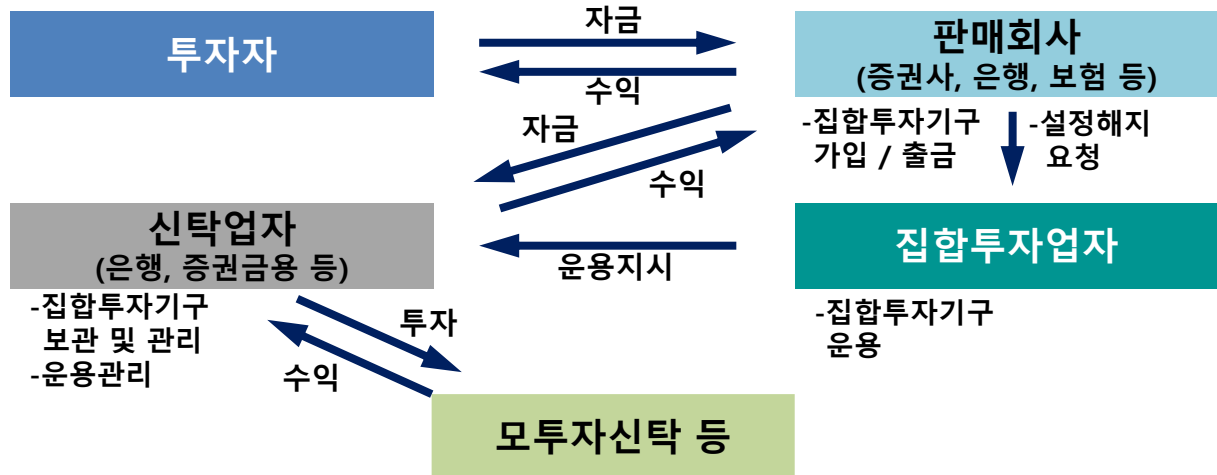 투자자
자금
수익
판매회사
(증권사, 은행, 보험 등)
-집합투자기구
가입 / 출금
-설정해지
요청
자금
수익
신탁업자
(은행, 증권금융 등)
운용지시
집합투자업자
-집합투자기구
보관 및 관리
-운용관리
투자
수익
-집합투자기구
운용
모투자신탁 등